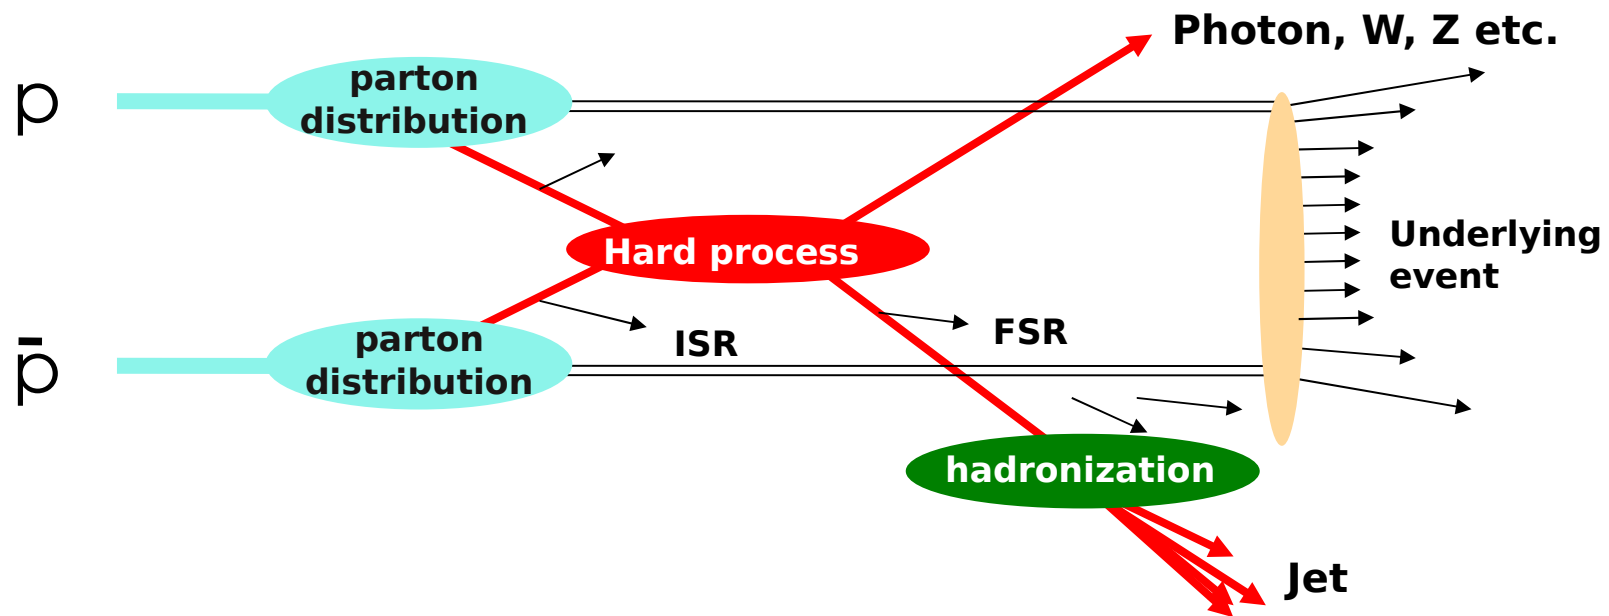 Photon, W, Z etc.
p
parton
distribution
Underlying
event
Hard process
p̄
parton
distribution
ISR
FSR
hadronization
Jet